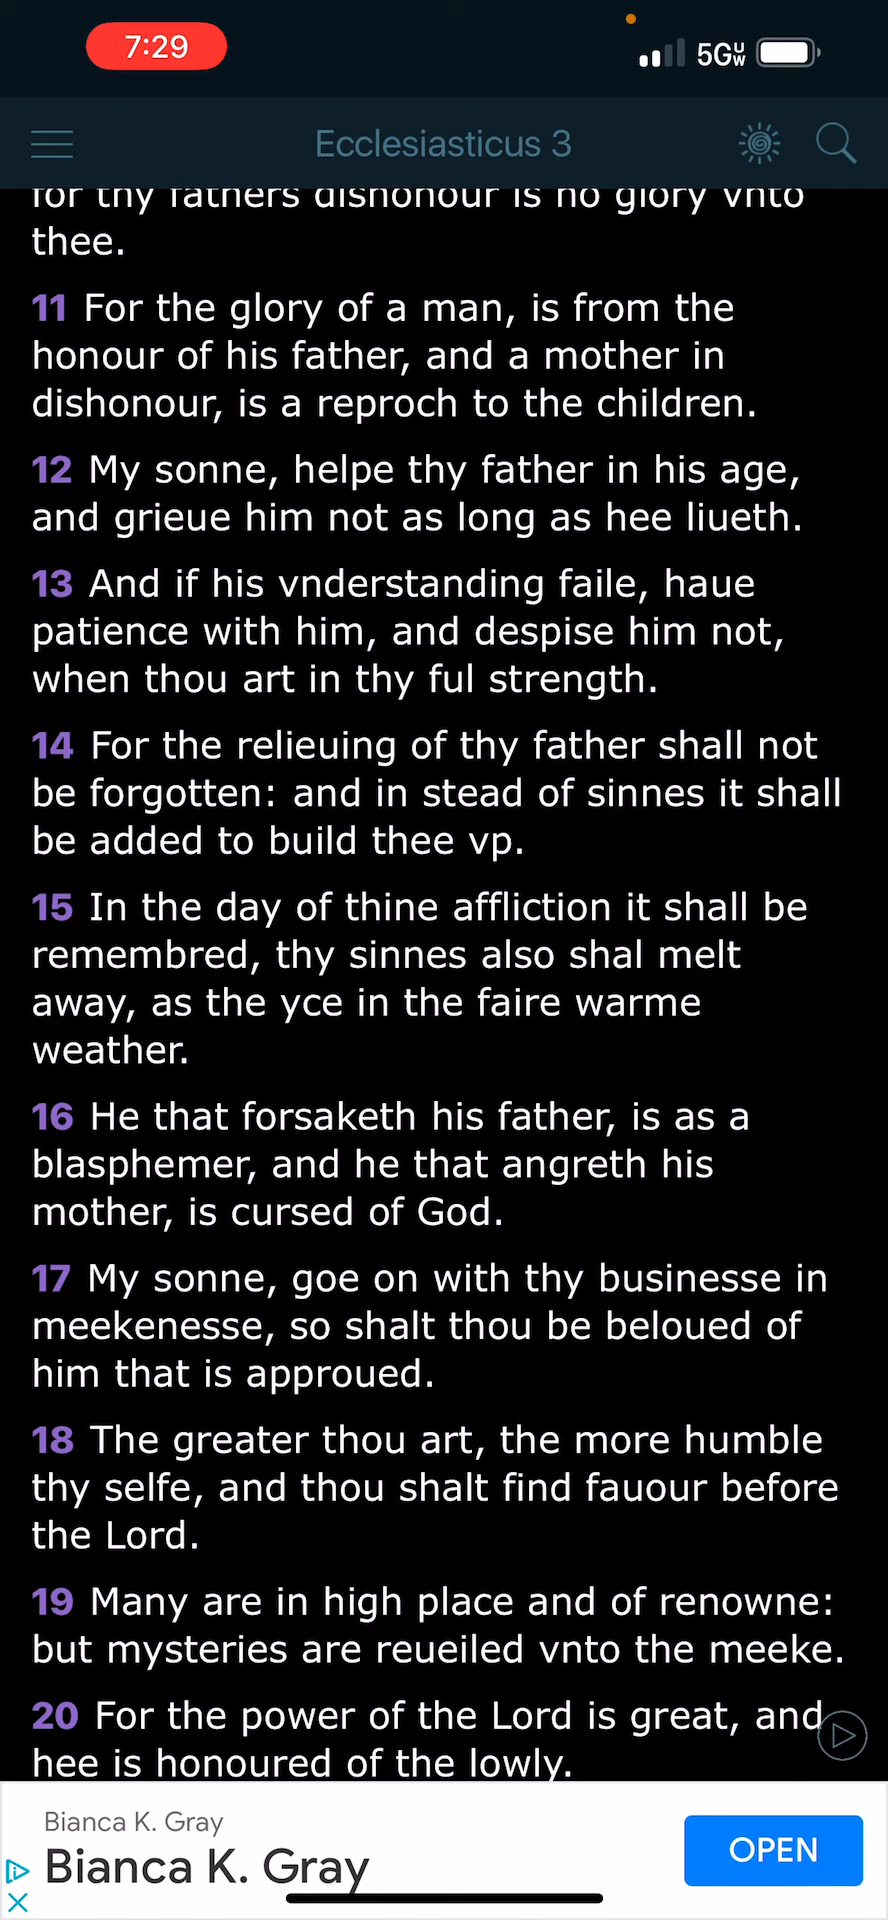 7:29
5GUW
Ecclesiasticus 3
for thy fathers dishonour is no glory vnto
thee.
11 For the glory of a man, is from the
honour of his father, and a mother in
dishonour, is a reproch to the children.
12 My sonne, helpe thy father in his age,
and grieue him not as long as hee liueth.
13 And if his vnderstanding faile, haue
patience with him, and despise him not,
when thou art in thy ful strength.
14 For the relieuing of thy father shall not
be forgotten: and in stead of sinnes it shall
be added to build thee vp.
15 In the day of thine affliction it shall be
remembred, thy sinnes also shal melt
away, as the yce in the faire warme
weather.
16 He that forsaketh his father, is as a
blasphemer, and he that angreth his
mother, is cursed of God.
17 My sonne, goe on with thy businesse in
meekenesse, so shalt thou be beloued of
him that is approued.
18 The greater thou art, the more humble
thy selfe, and thou shalt find fauour before
the Lord.
19 Many are in high place and of renowne:
but mysteries are reueiled vnto the meeke.
20 For the power of the Lord is great, and
hee is honoured of the lowly.
Bianca K. Gray
Bianca K. Gray
OPEN